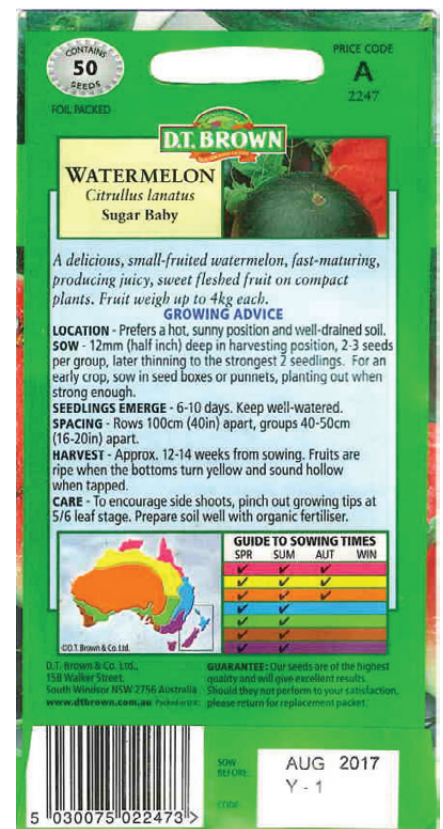 CONTAINS
50
SEEDS
FOIL PACKED
PRICE CODE
A
2247
D.T. BROWN
WATERMELON
Citrullus lanatus
Sugar Baby
A delicious, small-fruited watermelon, fast-maturing,
producing juicy, sweet fleshed fruit on compact
plants. Fruit weigh up to 4kg each.
GROWING ADVICE
LOCATION - Prefers a hot, sunny position and well-drained soil.
SOW - 12mm (half inch) deep in harvesting position, 2-3 seeds
per group, later thinning to the strongest 2 seedlings. For an
early crop, sow in seed boxes or punnets, planting out when
strong enough.
SEEDLINGS EMERGE - 6-10 days. Keep well-watered.
SPACING - Rows 100cm (40in) apart, groups 40-50cm
(16-20in) apart.
HARVEST - Approx. 12-14 weeks from sowing. Fruits are
ripe when the bottoms turn yellow and sound hollow
when tapped.
CARE - To encourage side shoots, pinch out growing tips at
5/6 leaf stage. Prepare soil well with organic fertiliser.
GUIDE TO SOWING TIMES
SPR SUM AUT WIN
©D.T. Brown & Co. Ltd.
D.T. Brown & Co. Ltd.,
158 Walker Street,
South Windsor NSW 2756 Australia
www.dtbrown.com.au
GUARANTEE: Our seeds are of the highest
quality and will give excellent results.
Should they not perform to your satisfaction,
please return for replacement packet.
SOW
BEFORE:
AUG 2017
Y - 1
CODE
5 030075 022473 >